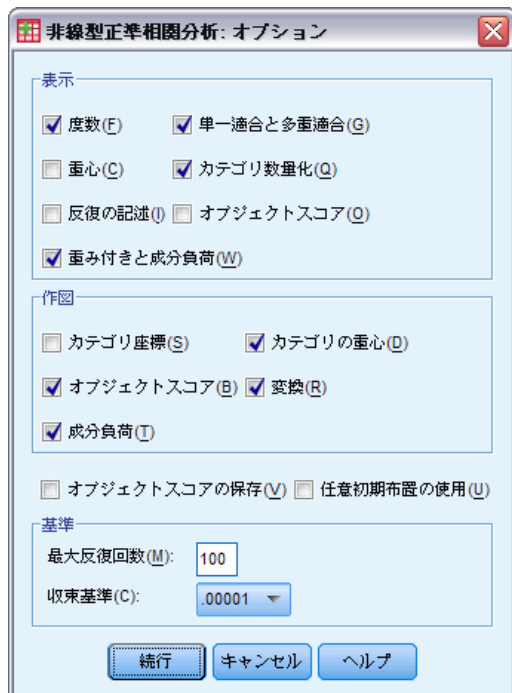 非線型正準相関分析: オプション
表示
度数(F) 単一適合と多重適合(G)
重心(C) カテゴリ数量化(Q)
反復の記述(I) オブジェクトスコア(O)
重み付きと成分負荷(W)
作図
カテゴリ座標(S) カテゴリの重心(D)
オブジェクトスコア(B) 変換(R)
成分負荷(T)
オブジェクトスコアの保存(V) 任意初期布置の使用(U)
基準
最大反復回数(M): 100
収束基準(C): .00001
続行 キャンセル ヘルプ